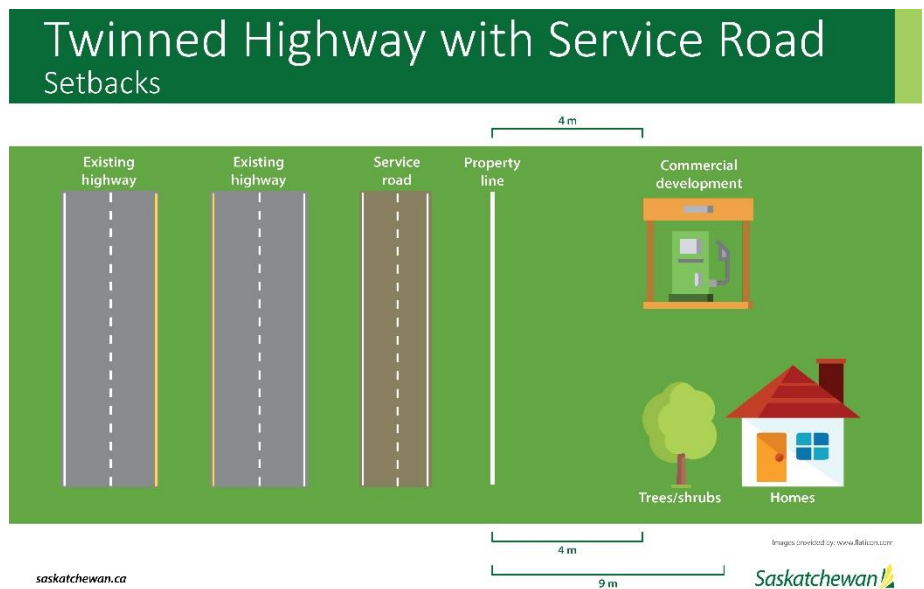 Twinned Highway with Service Road
Setbacks
4 m
Existing
highway
Existing
highway
Service
road
Property
line
Commercial
development
Trees/shrubs
Homes
4 m
Images provided by: www.flaticon.com
9 m
saskatchewan.ca
Saskatchewan